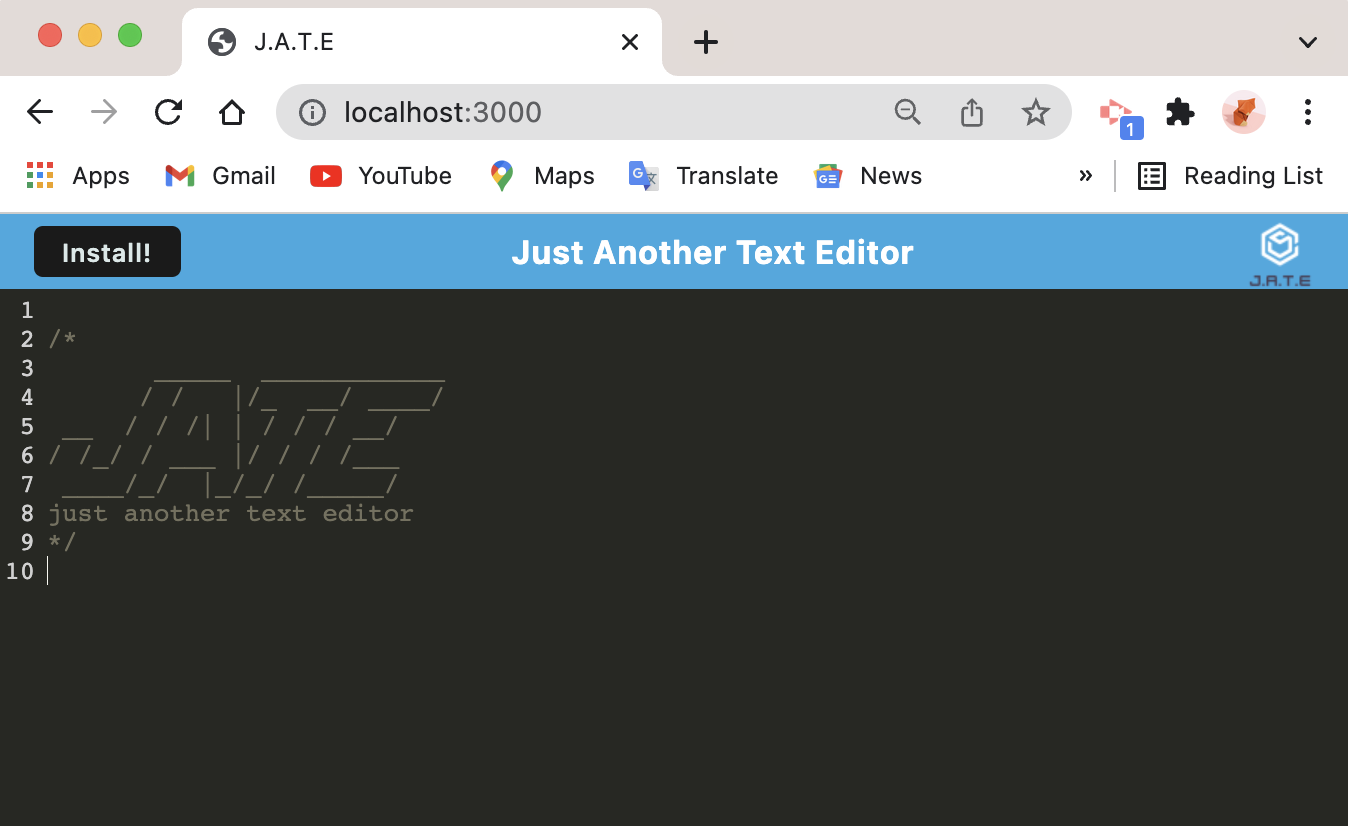 J.A.T.E
localhost:3000
1
Apps Gmail YouTube Maps Translate News » Reading List
Install! Just Another Text Editor
J.A.T.E
1
2 /*
3        ______  ____________
4       / /    |/_  __/ ____/
5  __  / / /| | / / / __/
6 / /_/ / ___ |/ / / /___
7  ____/_/  |_/_/ /_____/
8 just another text editor
9 */
10